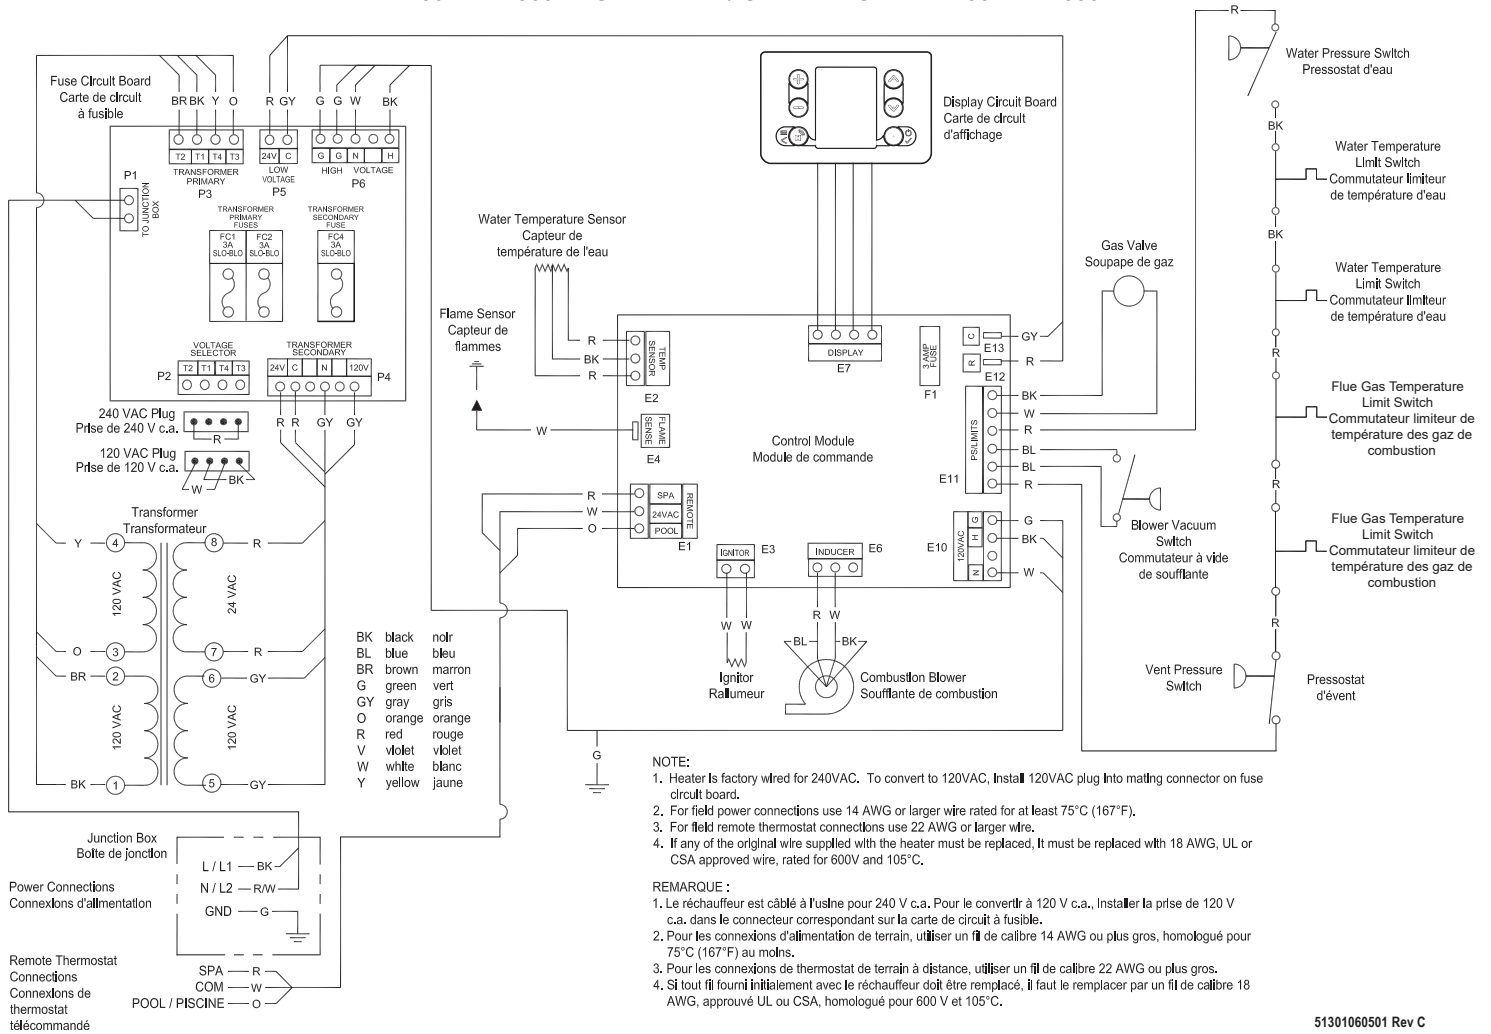 Fuse Circuit Board
Carte de circuit
à fusible
BR BK Y O
R GY
G G W BK
T2 T1 T4 T3
TRANSFORMER
PRIMARY
P3
24V C
LOW
VOLTAGE
P5
G G N H
HIGH VOLTAGE
P6
P1
TO JUNCTION
BOX
TRANSFORMER
PRIMARY
FUSES
FC1
3A
SLO-BLO
FC2
3A
SLO-BLO
TRANSFORMER
SECONDARY
FUSE
FC4
3A
SLO-BLO
VOLTAGE
SELECTOR
P2
T2 T1 T4 T3
TRANSFORMER
SECONDARY
24V C N 120V
P4
R R GY GY
240 VAC Plug
Prise de 240 V c.a.
R
120 VAC Plug
Prise de 120 V c.a.
BK
W
Transformer
Transformateur
Y 4
8 R
120 VAC
24 VAC
O 3
7 R
BR 2
6 GY
120 VAC
120 VAC
BK 1
5 GY
BK black noir
BL blue bleu
BR brown marron
G green vert
GY gray gris
O orange orange
R red rouge
V violet violet
W white blanc
Y yellow jaune
Junction Box
Boîte de jonction
L / L1 BK
N / L2 R/W
GND G
Power Connections
Connexions d'alimentation
Remote Thermostat
Connections
Connexions de
thermostat
télécommandé
SPA R
COM W
POOL / PISCINE O
Display Circuit Board
Carte de circuit
d'affichage
Water Temperature Sensor
Capteur de
température de l'eau
Flame Sensor
Capteur de
flammes
R
BK
R
TEMP
SENSOR
E2
W
FLAME
SENSE
E4
R
W
O
SPA
24VAC
POOL
REMOTE
E1
DISPLAY
E7
3 AMP
FUSE
F1
C
E13
GY
R
E12
R
Control Module
Module de commande
PS/LIMITS
E11
BK
W
R
BL
BL
R
E10
120VAC
G
H
N
G
BK
W
IGNITOR E3
INDUCER E6
W W
Ignitor
Rallumeur
R W
BL BK
Combustion Blower
Soufflante de combustion
G
Gas Valve
Soupape de gaz
Blower Vacuum
Switch
Commutateur à vide
de soufflante
R
Water Pressure Switch
Pressostat d'eau
BK
Water Temperature
Limit Switch
Commutateur limiteur
de température d'eau
BK
Water Temperature
Limit Switch
Commutateur limiteur
de température d'eau
R
Flue Gas Temperature
Limit Switch
Commutateur limiteur de
température des gaz de
combustion
R
Flue Gas Temperature
Limit Switch
Commutateur limiteur de
température des gaz de
combustion
R
Vent Pressure
Switch
Pressostat
d'évent
NOTE:
1. Heater is factory wired for 240VAC. To convert to 120VAC, install 120VAC plug into mating connector on fuse
circuit board.
2. For field power connections use 14 AWG or larger wire rated for at least 75°C (167°F).
3. For field remote thermostat connections use 22 AWG or larger wire.
4. If any of the original wire supplied with the heater must be replaced, it must be replaced with 18 AWG, UL or
CSA approved wire, rated for 600V and 105°C.
REMARQUE :
1. Le réchauffeur est câblé à l'usine pour 240 V c.a. Pour le convertir à 120 V c.a., Installer la prise de 120 V
c.a. dans le connecteur correspondant sur la carte de circuit à fusible.
2. Pour les connexions d'alimentation de terrain, utiliser un fil de calibre 14 AWG ou plus gros, homologué pour
75°C (167°F) au moins.
3. Pour les connexions de thermostat de terrain à distance, utiliser un fil de calibre 22 AWG ou plus gros.
4. Si tout fil fourni initialement avec le réchauffeur doit être remplacé, il faut le remplacer par un fil de calibre 18
AWG, approuvé UL ou CSA, homologué pour 600 V et 105°C.
51301060501 Rev C